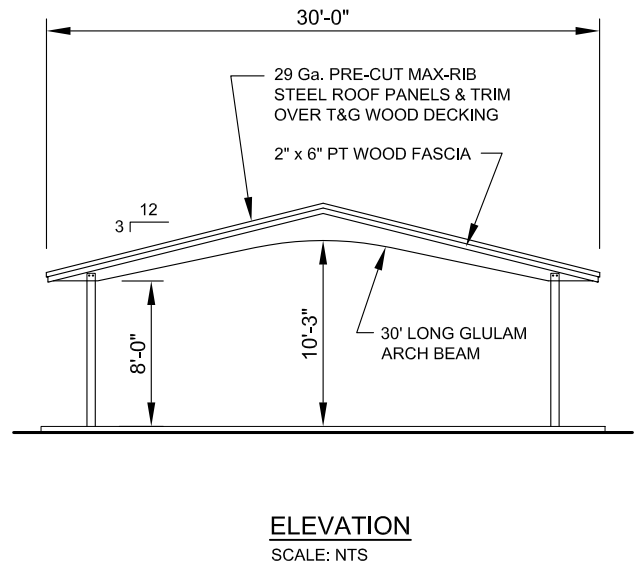 30'-0"
29 Ga. PRE-CUT MAX-RIB
STEEL ROOF PANELS & TRIM
OVER T&G WOOD DECKING
2" x 6" PT WOOD FASCIA
12
3
8'-0"
10'-3"
30' LONG GLULAM
ARCH BEAM
ELEVATION
SCALE: NTS